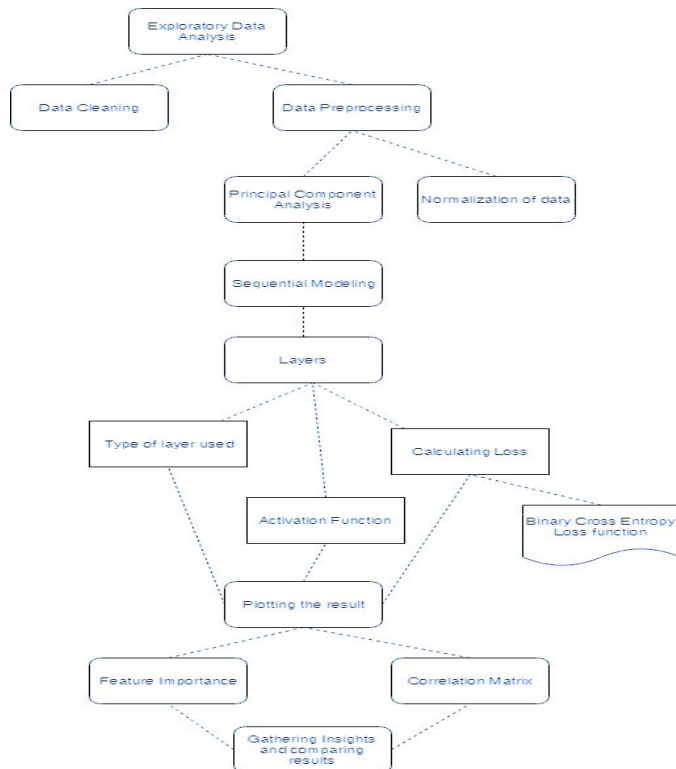 Exploratory Data
Analysis
Data Cleaning
Data Preprocessing
Principal Component
Analysis
Normalization of data
Sequential Modeling
Layers
Type of layer used
Calculating Loss
Activation Function
Binary Cross Entropy
Loss function
Plotting the result
Feature Importance
Correlation Matrix
Gathering Insights
and comparing
results